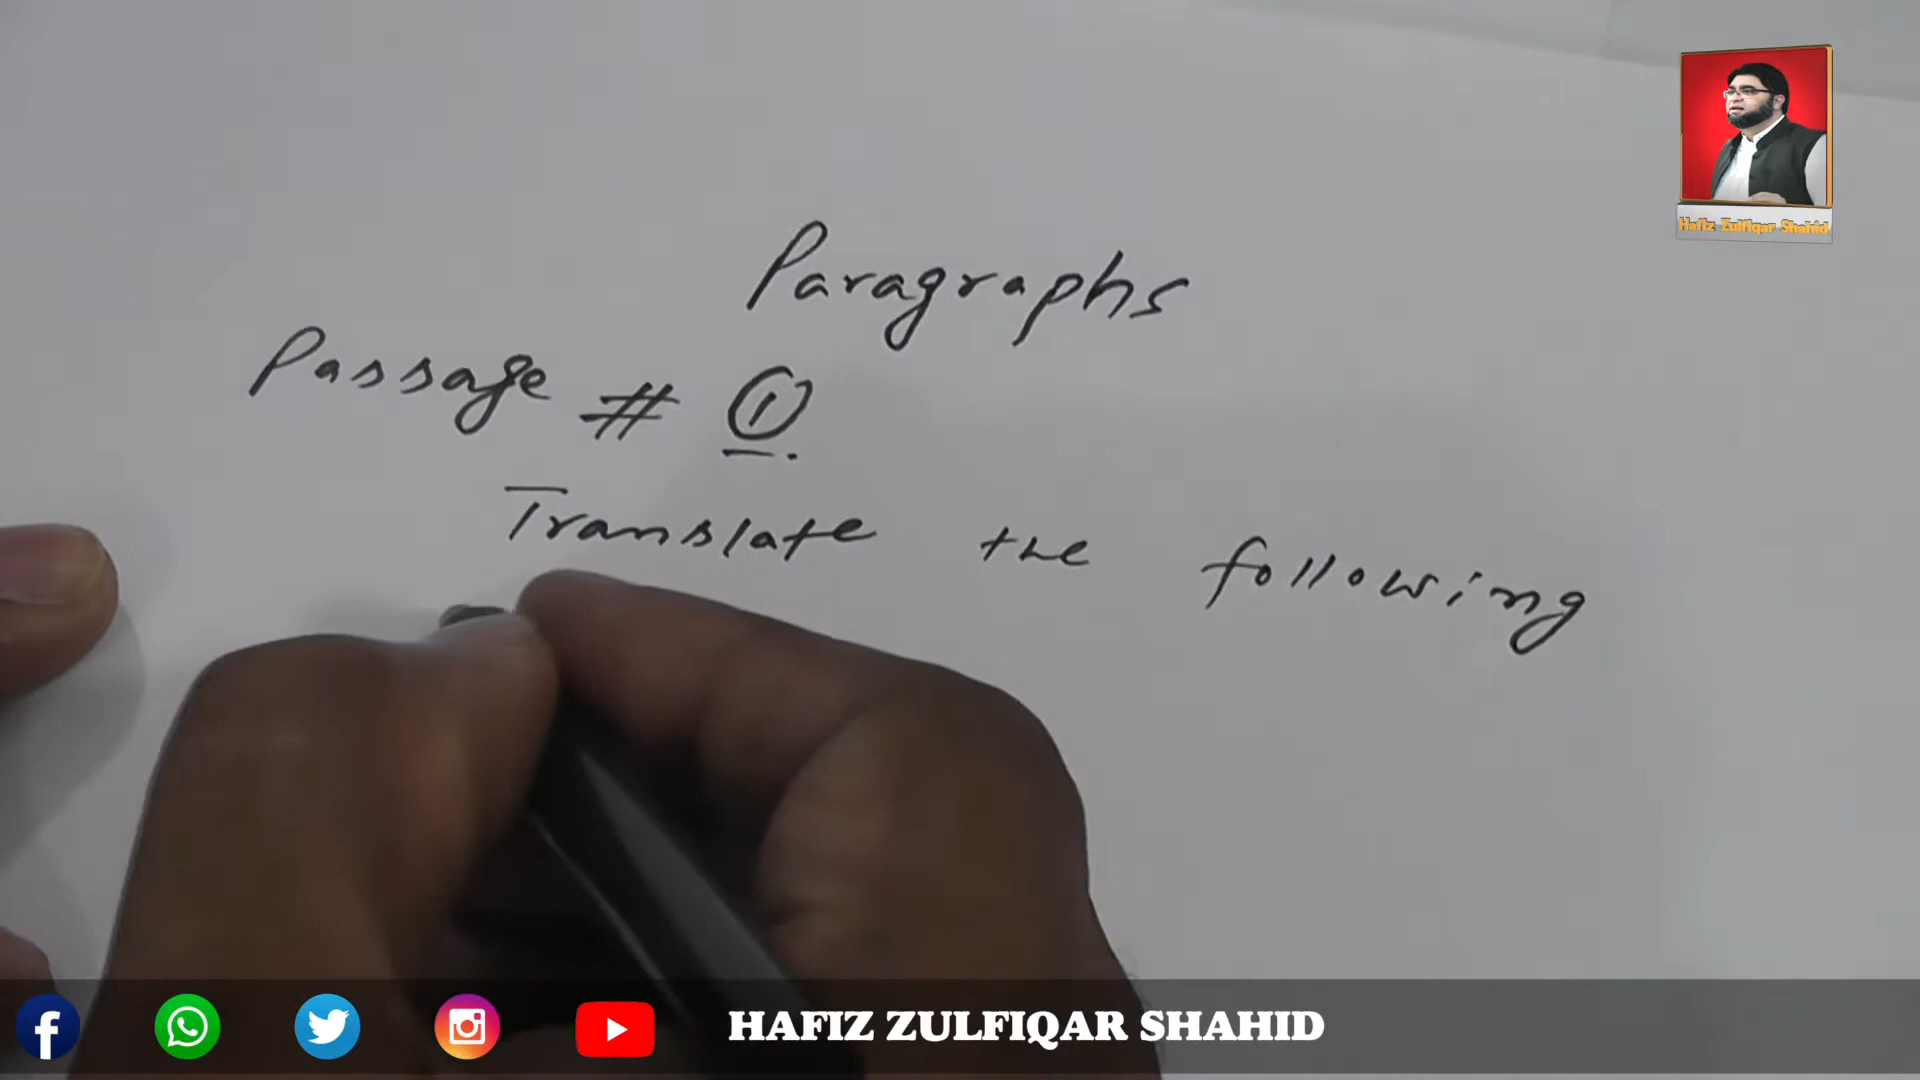 Hafiz Zulfiqar Shahid
Paragraphs
Passage # 1
Translate the following
HAFIZ ZULFIQAR SHAHID